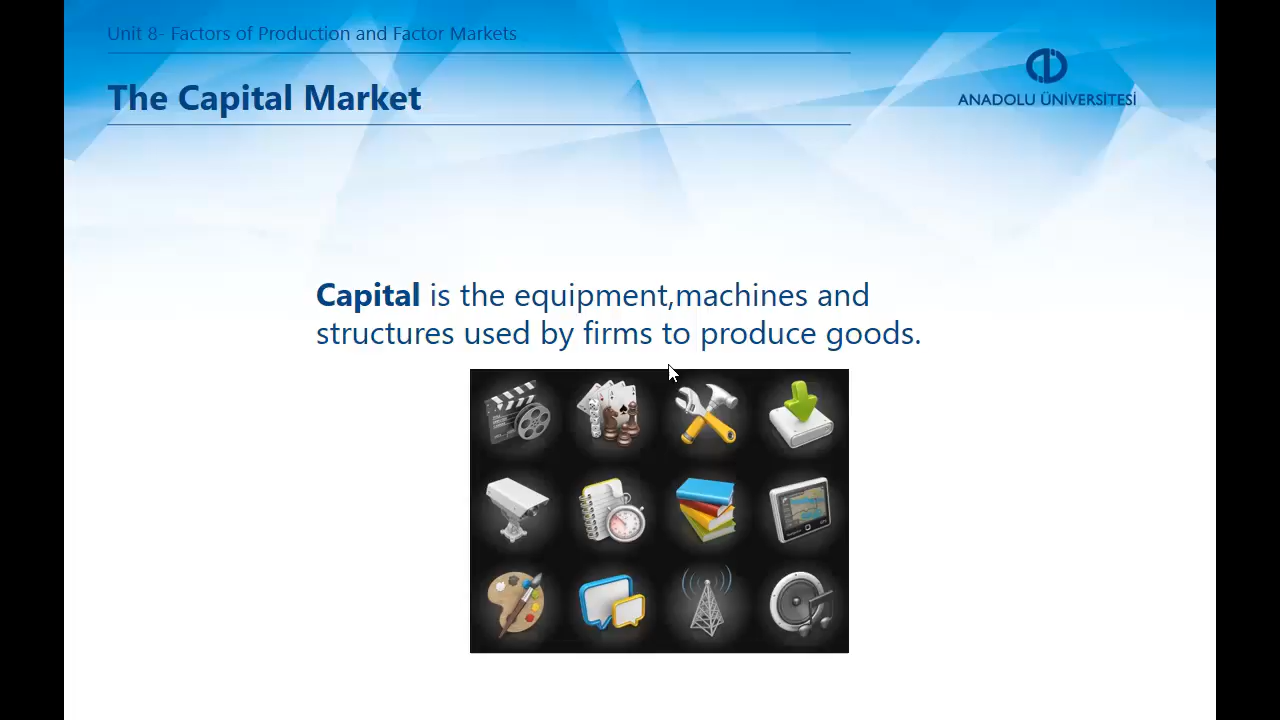 Unit 8- Factors of Production and Factor Markets
The Capital Market
ANADOLU ÜNİVERSİTESİ
Capital is the equipment,machines and
structures used by firms to produce goods.